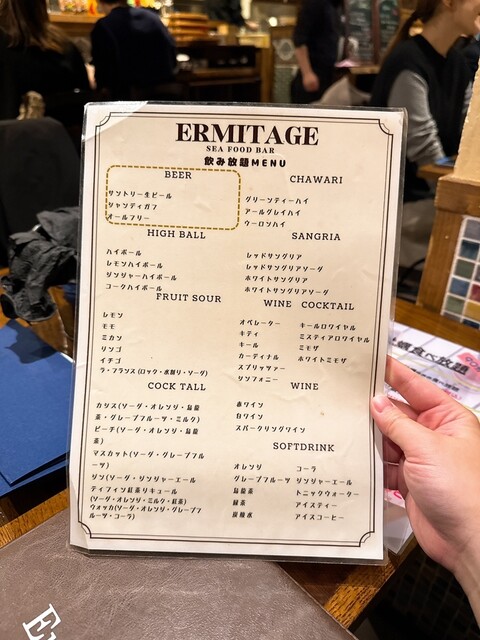 ERMITAGE
SEA FOOD BAR
飲み放題MENU
BEER
サントリー生ビール
シャンディガフ
オールフリー
CHAWARI
グリーンティーハイ
アールグレイハイ
ウーロンハイ
HIGH BALL
ハイボール
レモンハイボール
ジンジャーハイボール
コークハイボール
SANGRIA
レッドサングリア
レッドサングリアソーダ
ホワイトサングリア
ホワイトサングリアソーダ
FRUIT SOUR
レモン
モモ
ミカン
リンゴ
イチゴ
ラ・フランス(ロック・水割り・ソーダ)
WINE COCKTAIL
オペレーター
キティ
キール
カーディナル
スプリッツァー
シンフォニー
キールロワイヤル
ミスティアロワイヤル
ミモザ
ホワイトミモザ
COCK TALL
カシス(ソーダ・オレンジ・烏龍
茶・グレープフルーツ・ミルク)
ピーチ(ソーダ・オレンジ・烏龍
茶)
マスカット(ソーダ・グレープフル
ーツ)
ジン(ソーダ・ジンジャーエール
ティフィン紅茶リキュール
(ソーダ・オレンジ・ミルク・紅茶)
ウォッカ(ソーダ・オレンジ・グレープフ
ルーツ・コーラ)
WINE
赤ワイン
白ワイン
スパークリングワイン
SOFTDRINK
オレンジ
グレープフルーツ
烏龍茶
緑茶
炭酸水
コーラ
ジンジャーエール
トニックウォーター
アイスティー
アイスコーヒー
食べ放題